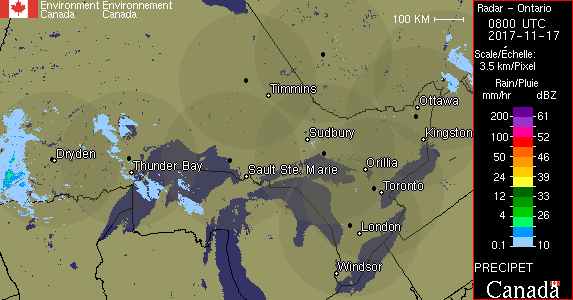 Environment Environnement
Canada Canada
100 KM
Timmins
Ottawa
Sudbury
Kingston
Dryden
Thunder Bay
Sault Ste. Marie
Orillia
Toronto
London
Windsor
Radar - Ontario
0800 UTC
2017-11-17
Scale/Échelle:
3.5 km/Pixel
Rain/Pluie
mm/hr dBZ
200 61
100 52
50 46
24 39
12 33
4 26
1 18
0.1 10
PRECIPET
Canada